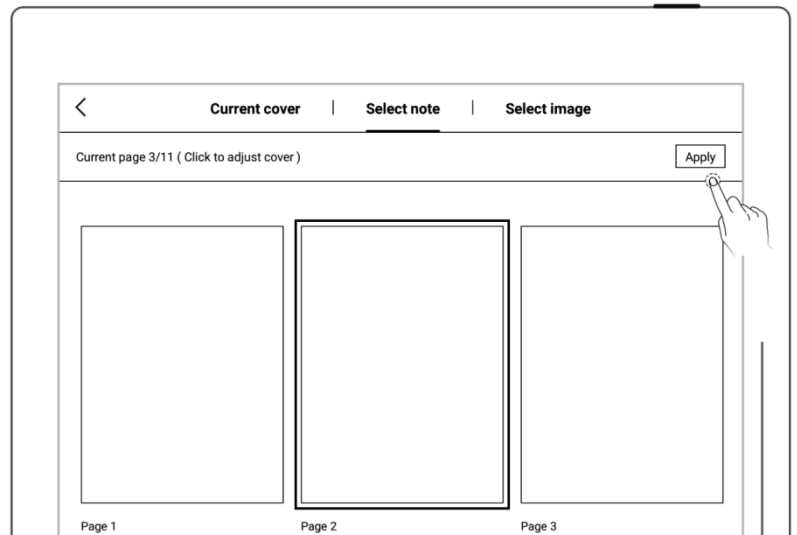 Current cover | Select note | Select image
Current page 3/11 ( Click to adjust cover )
Apply
Page 1
Page 2
Page 3